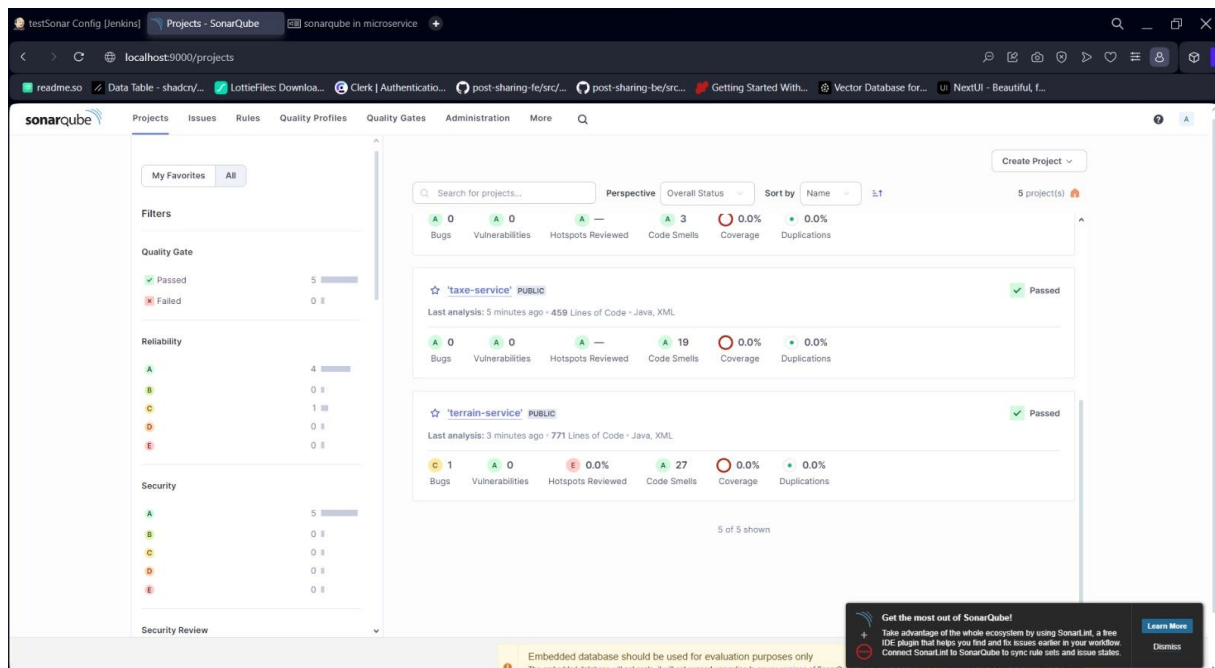 testSonar Config [Jenkins]
Projects - SonarQube
sonarqube in microservice
localhost:9000/projects
readme.so
Data Table - shadcn/...
LottieFiles: Downloa...
Clerk | Authenticatio...
post-sharing-fe/src/...
post-sharing-be/src...
Getting Started With...
Vector Database for...
NextUI - Beautiful, f...
sonarqube
Projects
Issues
Rules
Quality Profiles
Quality Gates
Administration
More
A
My Favorites
All
Filters
Quality Gate
Passed 5
Failed 0
Reliability
A 4
B 0
C 1
D 0
E 0
Security
A 5
B 0
C 0
D 0
E 0
Security Review
Create Project
Search for projects...
Perspective
Overall Status
Sort by
Name
5 project(s)
A 0 A 0 A — A 3 0.0% 0.0%
Bugs Vulnerabilities Hotspots Reviewed Code Smells Coverage Duplications
'taxe-service' PUBLIC
Passed
Last analysis: 5 minutes ago • 459 Lines of Code • Java, XML
A 0 A 0 A — A 19 0.0% 0.0%
Bugs Vulnerabilities Hotspots Reviewed Code Smells Coverage Duplications
'terrain-service' PUBLIC
Passed
Last analysis: 3 minutes ago • 771 Lines of Code • Java, XML
C 1 A 0 E 0.0% A 27 0.0% 0.0%
Bugs Vulnerabilities Hotspots Reviewed Code Smells Coverage Duplications
5 of 5 shown
Embedded database should be used for evaluation purposes only
Get the most out of SonarQube!
Take advantage of the whole ecosystem by using SonarLint, a free
IDE plugin that helps you find and fix issues earlier in your workflow.
Connect SonarLint to SonarQube to sync rule sets and issue states.
Learn More
Dismiss